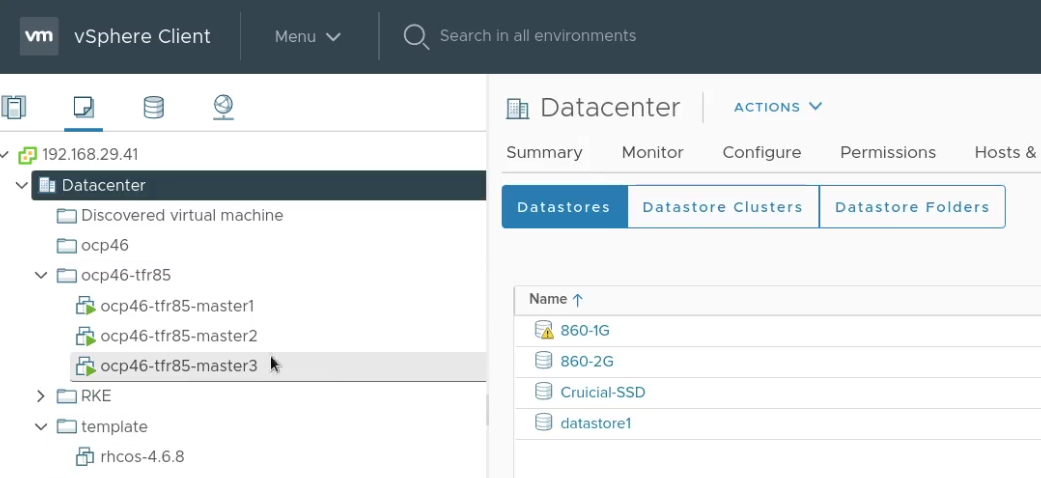 vm vSphere Client Menu Search in all environments
192.168.29.41
Datacenter
Discovered virtual machine
ocp46
ocp46-tfr85
ocp46-tfr85-master1
ocp46-tfr85-master2
ocp46-tfr85-master3
RKE
template
rhcos-4.6.8
Datacenter ACTIONS
Summary Monitor Configure Permissions Hosts &
Datastores Datastore Clusters Datastore Folders
Name
860-1G
860-2G
Cruicial-SSD
datastore1